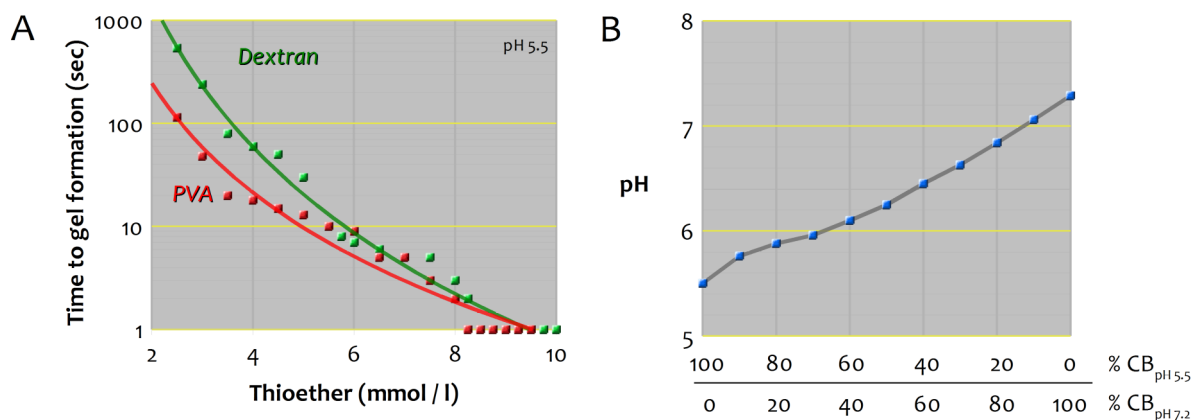 A
1000
100
10
1
Time to gel formation (sec)
Dextran
pH 5.5
PVA
2 4 6 8 10
Thioether (mmol / l)
B
8
7
6
5
pH
100 80 60 40 20 0 % CB pH 5.5
0 20 40 60 80 100 % CB pH 7.2